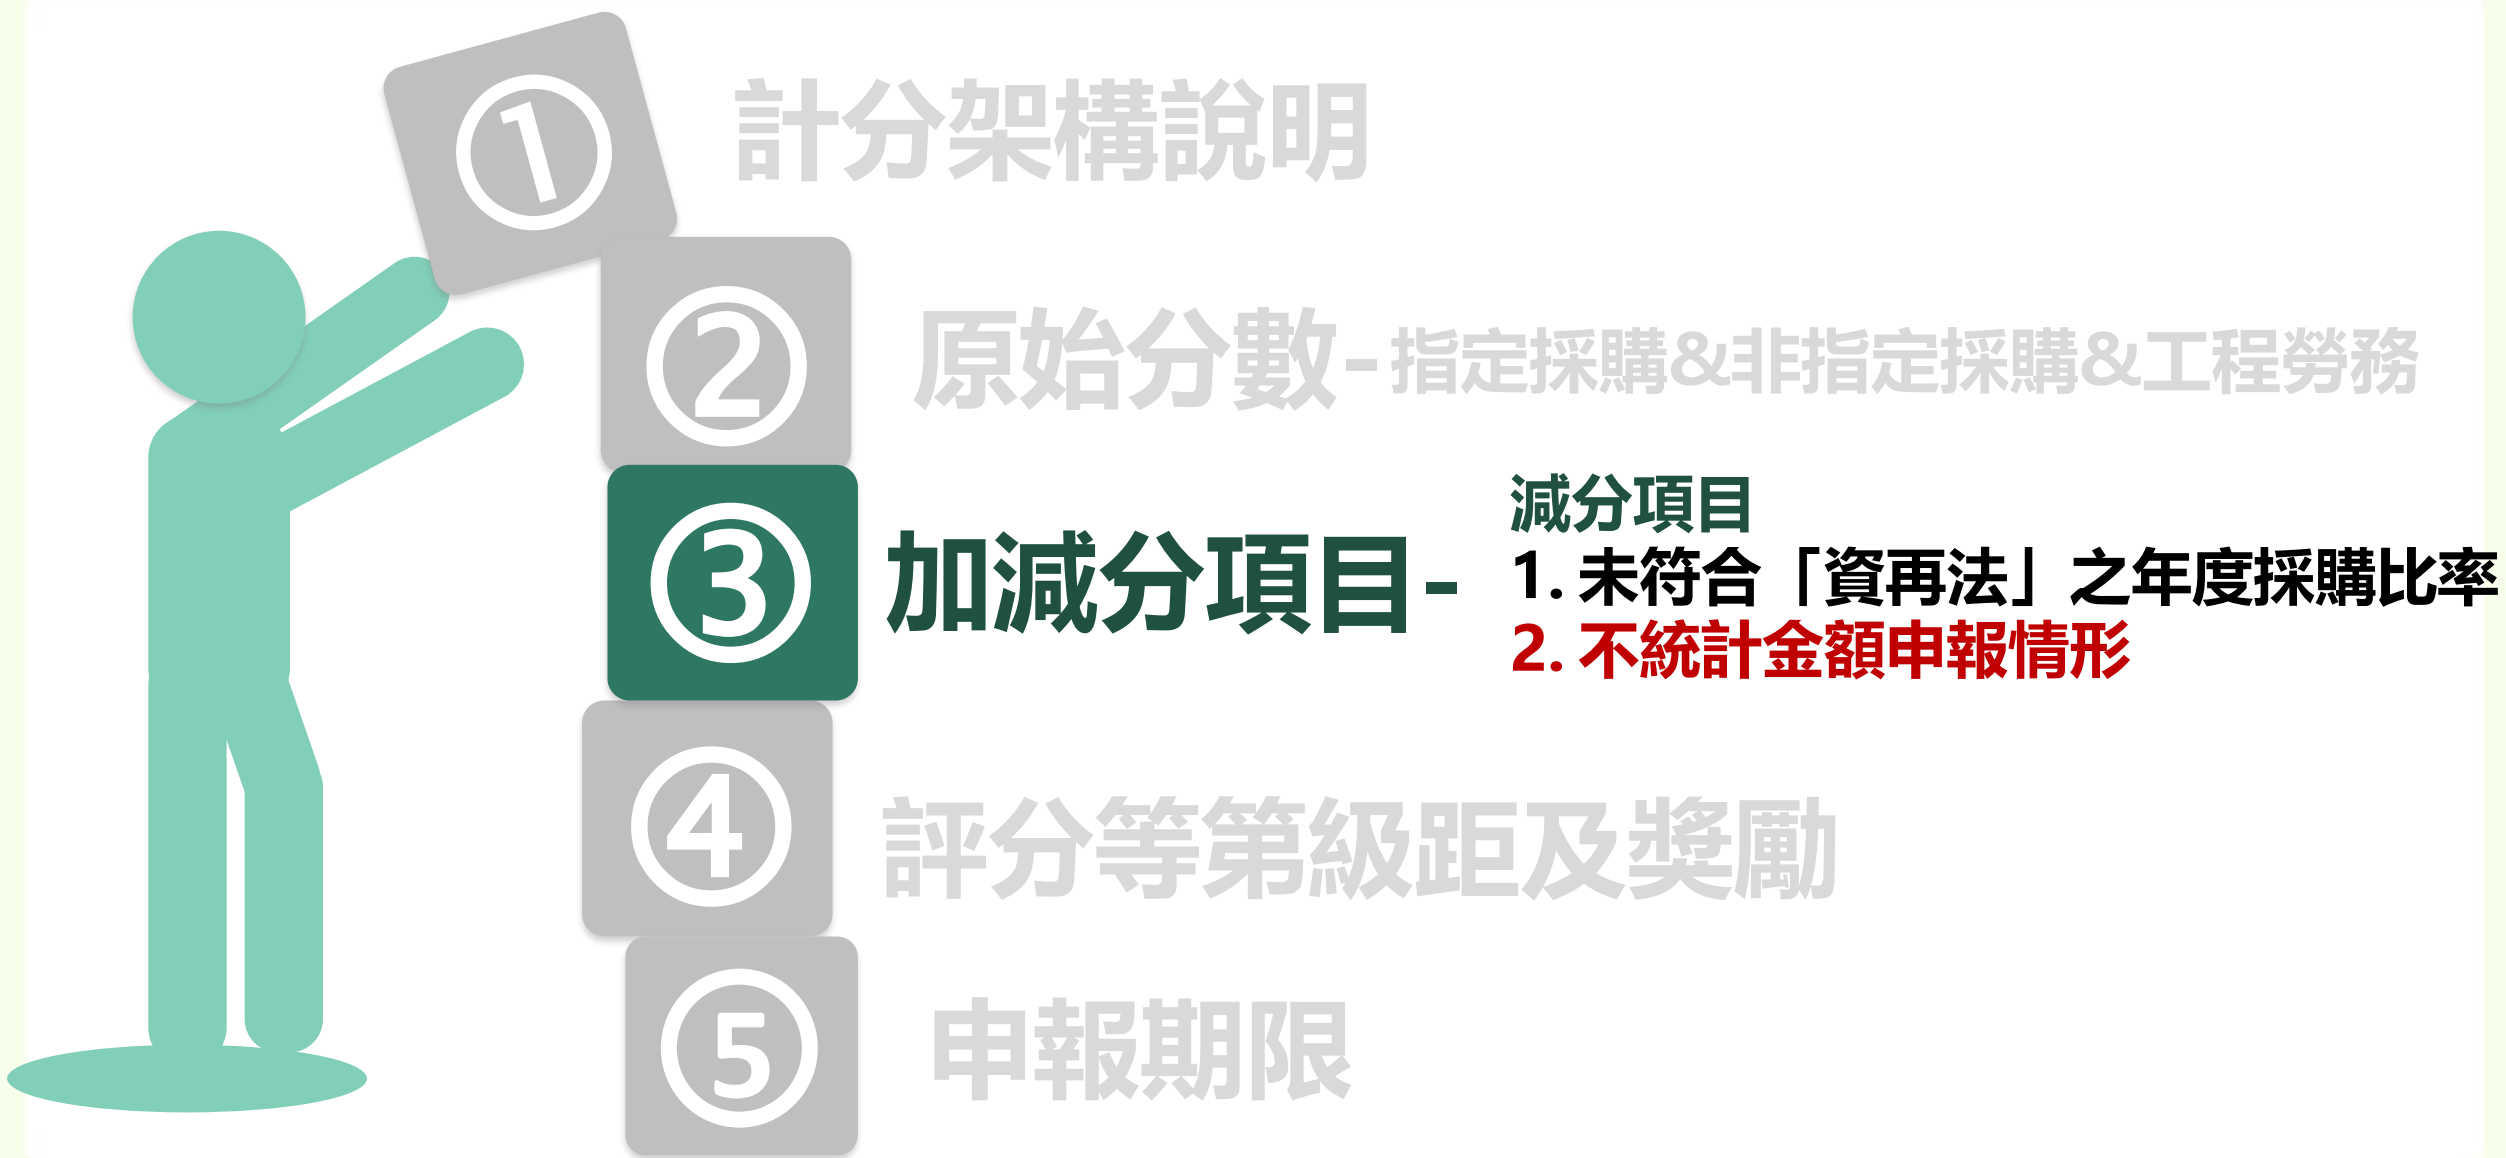 ① 計分架構說明
② 原始分數-指定採購&非指定採購&工程發包
③ 加減分項目-
減分項目
1. 未符合「資再法」之年度採購比率
2. 不統計金額申報情形
④ 評分等第級距及獎勵
⑤ 申報期限